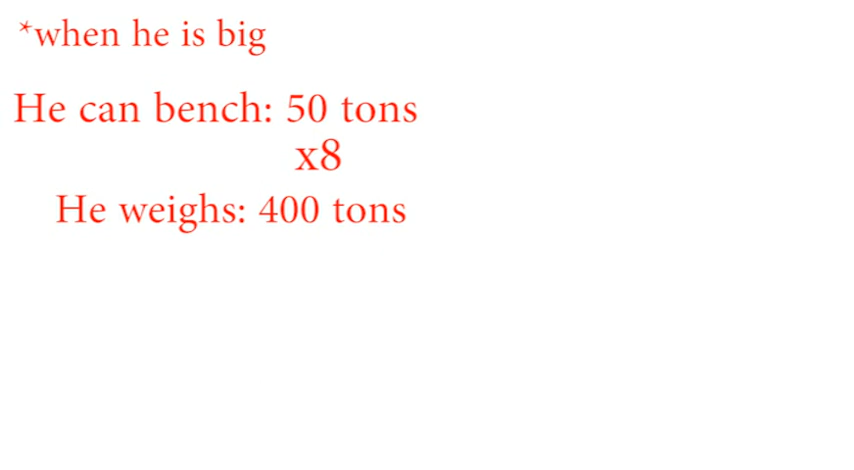 *when he is big
He can bench: 50 tons
x8
He weighs: 400 tons